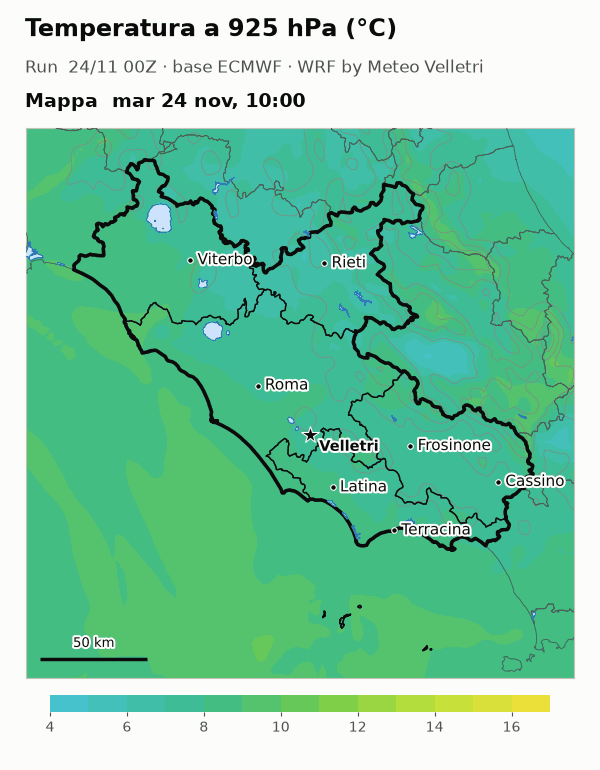 Temperatura a 925 hPa (°C)
Run  24/11 00Z · base ECMWF · WRF by Meteo Velletri
Mappa  mar 24 nov, 10:00
Viterbo
Rieti
Roma
Velletri
Frosinone
Latina
Cassino
Terracina
50 km
4 6 8 10 12 14 16